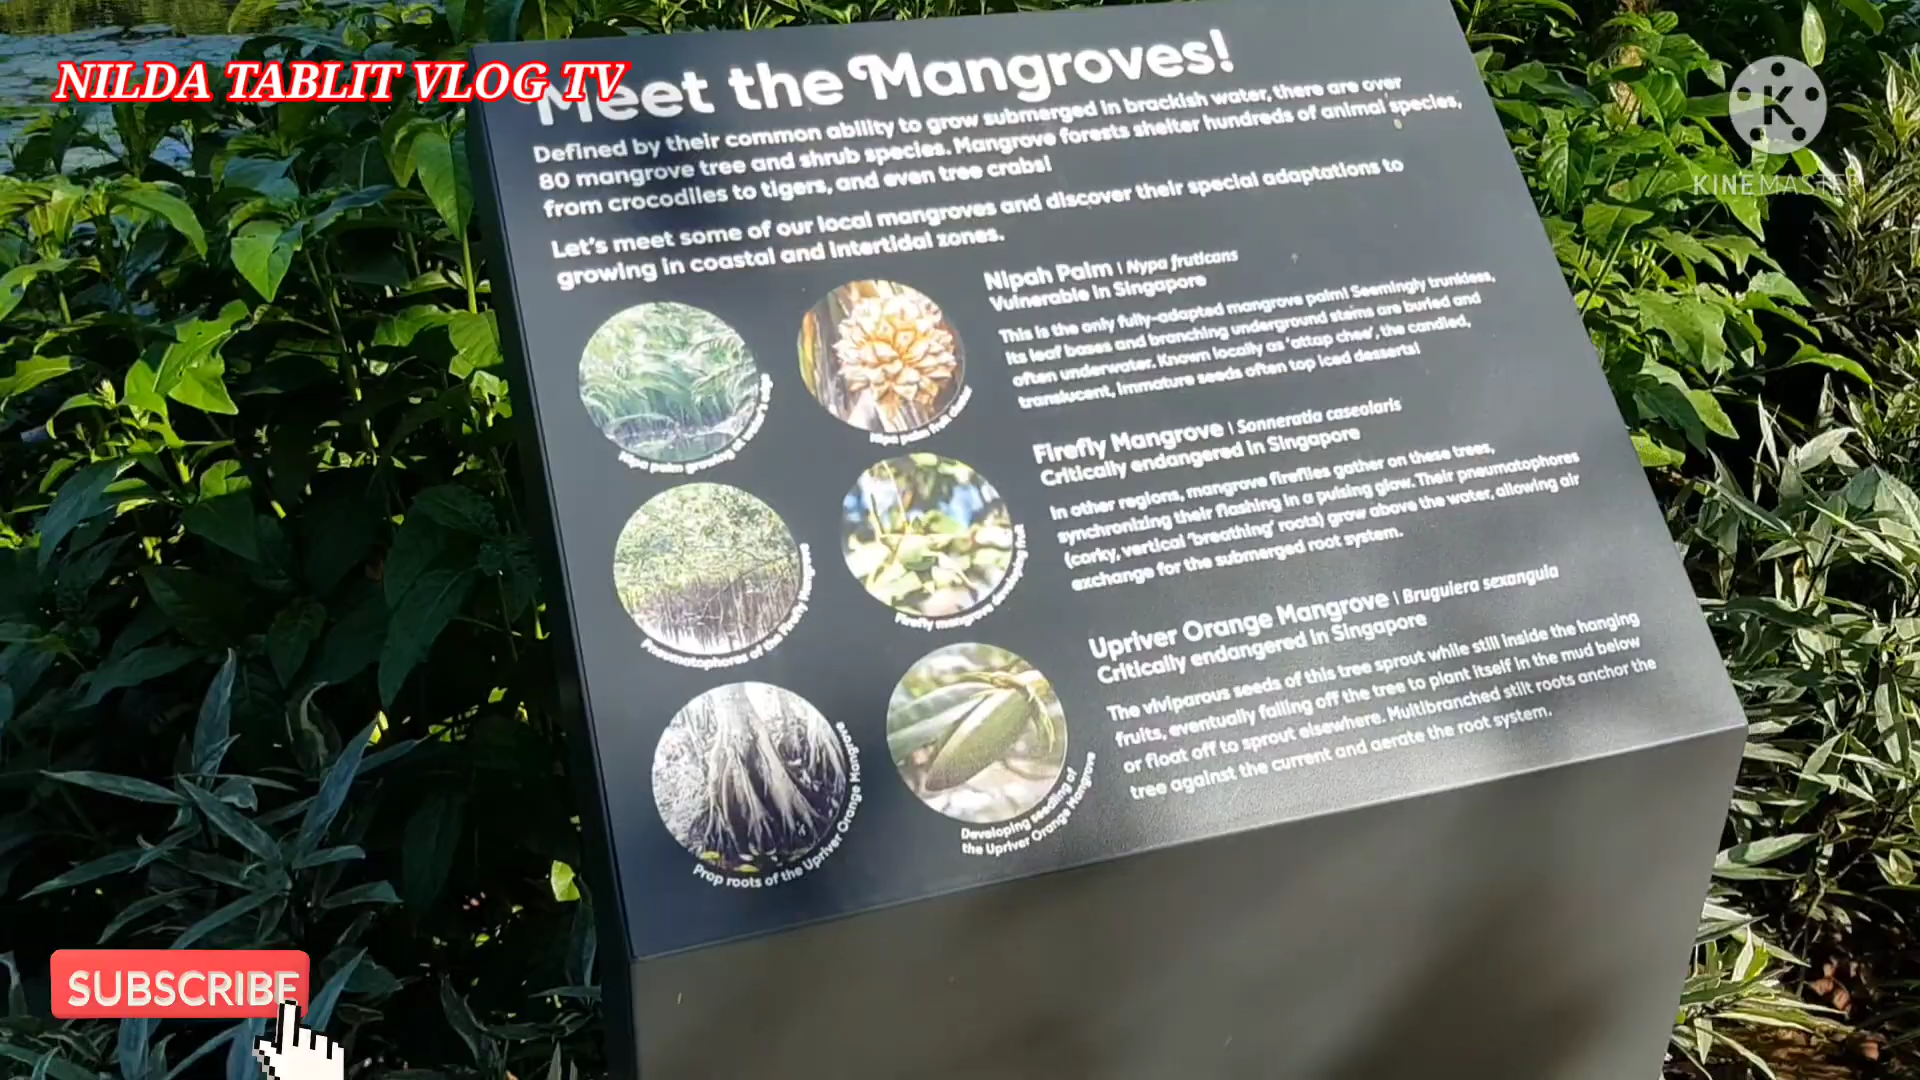 NILDA TABLIT VLOG TV
Meet the Mangroves!
Defined by their common ability to grow submerged in brackish water, there are over
80 mangrove tree and shrub species. Mangrove forests shelter hundreds of animal species,
from crocodiles to tigers, and even tree crabs!
Let's meet some of our local mangroves and discover their special adaptations to
growing in coastal and intertidal zones.
Nipah Palm | Nypa fruticans
Vulnerable in Singapore
This is the only fully-adapted mangrove palm! Seemingly trunkless,
its leaf bases and branching underground stems are buried and
often underwater. Known locally as 'attap chee', the candied,
translucent, immature seeds often top iced desserts!
Nipa palm growing at water's edge
Nipa palm fruit cluster
Firefly Mangrove | Sonneratia caseolaris
Critically endangered in Singapore
In other regions, mangrove fireflies gather on these trees,
synchronizing their flashing in a pulsing glow. Their pneumatophores
(corky, vertical 'breathing' roots) grow above the water, allowing air
exchange for the submerged root system.
Pneumatophores of the Firefly Mangrove
Firefly mangrove developing fruit
Upriver Orange Mangrove | Bruguiera sexangula
Critically endangered in Singapore
The viviparous seeds of this tree sprout while still inside the hanging
fruits, eventually falling off the tree to plant itself in the mud below
or float off to sprout elsewhere. Multibranched stilt roots anchor the
tree against the current and aerate the root system.
Prop roots of the Upriver Orange Mangrove
Developing seedling of
the Upriver Orange Mangrove
K
KINEMASTER
SUBSCRIBE